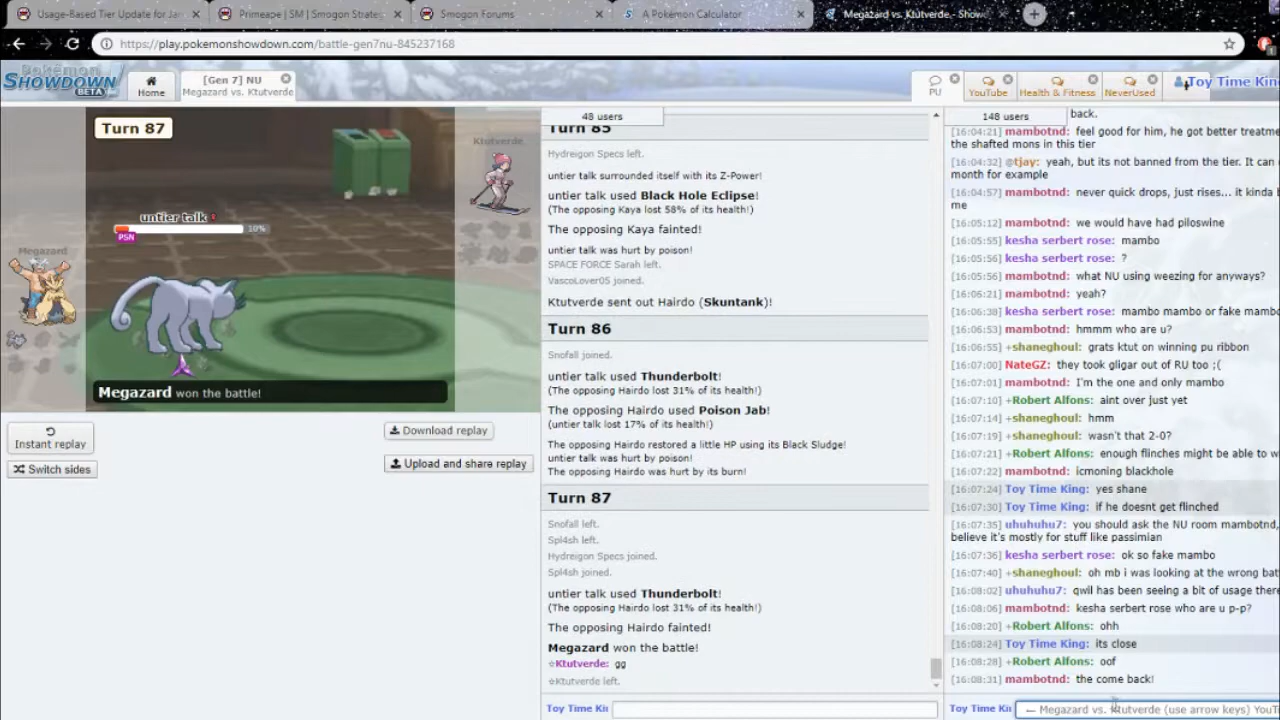 Usage-Based Tier Update for Jan
Primeape | SM | Smogon Strate
Smogon Forums
A Pokémon Calculator
Megazard vs. Ktutverde - Show
https://play.pokemonshowdown.com/battle-gen7nu-845237168
Pokémon
SHOWDOWN
BETA
Home
[Gen 7] NU
Megazard vs. Ktutverde
PU
YouTube
Health & Fitness
NeverUsed
Toy Time Kin
Turn 87
untier talk
10%
PSN
Megazard
Ktutverde
Megazard won the battle!
Instant replay
Switch sides
Download replay
Upload and share replay
48 users
Turn 85
Hydreigon Specs left.
untier talk surrounded itself with its Z-Power!
untier talk used Black Hole Eclipse!
(The opposing Kaya lost 58% of its health!)
The opposing Kaya fainted!
untier talk was hurt by poison!
SPACE FORCE Sarah left.
VascoLover05 joined.
Ktutverde sent out Hairdo (Skuntank)!
Turn 86
Snofall joined.
untier talk used Thunderbolt!
(The opposing Hairdo lost 31% of its health!)
The opposing Hairdo used Poison Jab!
(untier talk lost 17% of its health!)
The opposing Hairdo restored a little HP using its Black Sludge!
untier talk was hurt by poison!
The opposing Hairdo was hurt by its burn!
Turn 87
Snofall left.
Spl4sh left.
Hydreigon Specs joined.
Spl4sh joined.
untier talk used Thunderbolt!
(The opposing Hairdo lost 31% of its health!)
The opposing Hairdo fainted!
Megazard won the battle!
☆Ktutverde: gg
☆Ktutverde left.
Toy Time Kin
148 users
back.
[16:04:21] mambotnd: feel good for him, he got better treatme
the shafted mons in this tier
[16:04:32] @tjay: yeah, but its not banned from the tier. It can
month for example
[16:04:57] mambotnd: never quick drops, just rises... it kinda
me
[16:05:12] mambotnd: we would have had piloswine
[16:05:55] kesha serbert rose: mambo
[16:05:56] kesha serbert rose: ?
[16:05:56] mambotnd: what NU using weezing for anyways?
[16:06:21] mambotnd: yeah?
[16:06:38] kesha serbert rose: mambo mambo or fake mambo
[16:06:53] mambotnd: hmmm who are u?
[16:06:55] +shaneghoul: grats ktut on winning pu ribbon
[16:07:00] NateGZ: they took gligar out of RU too ;(
[16:07:01] mambotnd: I'm the one and only mambo
[16:07:10] +Robert Alfons: aint over just yet
[16:07:14] +shaneghoul: hmm
[16:07:19] +shaneghoul: wasn't that 2-0?
[16:07:21] +Robert Alfons: enough flinches might be able to w
[16:07:22] mambotnd: icmoning blackhole
[16:07:24] Toy Time King: yes shane
[16:07:30] Toy Time King: if he doesnt get flinched
[16:07:35] uhuhuhu7: you should ask the NU room mambotnd,
believe it's mostly for stuff like passimian
[16:07:36] kesha serbert rose: ok so fake mambo
[16:07:40] +shaneghoul: oh mb i was looking at the wrong bat
[16:08:02] uhuhuhu7: qwil has been seeing a bit of usage there
[16:08:06] mambotnd: kesha serbert rose who are u p-p?
[16:08:20] +Robert Alfons: ohh
[16:08:24] Toy Time King: its close
[16:08:28] +Robert Alfons: oof
[16:08:31] mambotnd: the come back!
Toy Time Kin
← Megazard vs. Ktutverde (use arrow keys) YouT